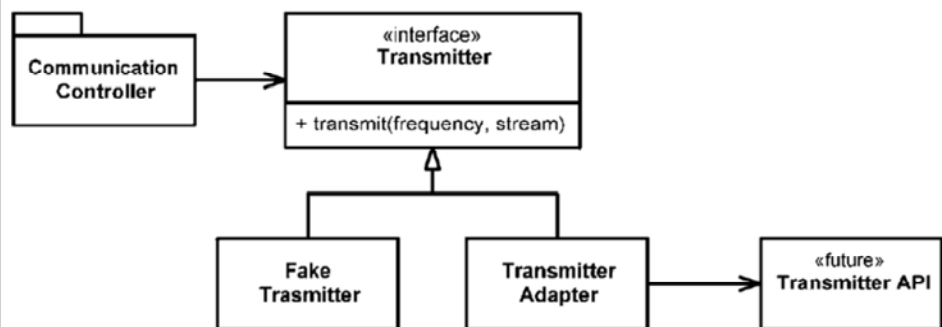 Communication
Controller
«interface»
Transmitter
+ transmit(frequency, stream)
Fake
Trasmitter
Transmitter
Adapter
«future»
Transmitter API